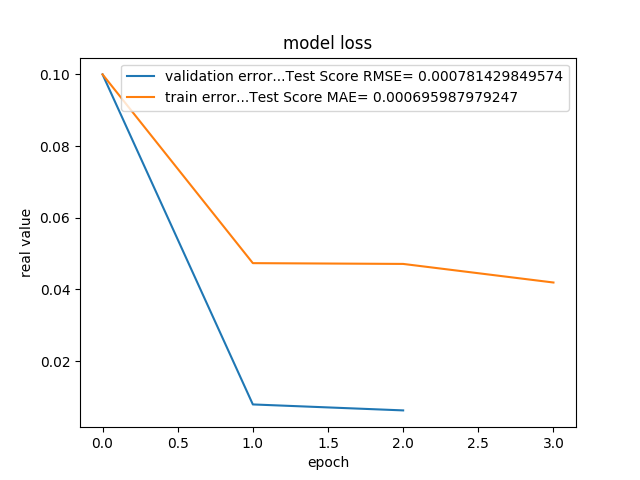 model loss
validation error...Test Score RMSE= 0.000781429849574
train error...Test Score MAE= 0.000695987979247
real value
0.10
0.08
0.06
0.04
0.02
0.0 0.5 1.0 1.5 2.0 2.5 3.0
epoch